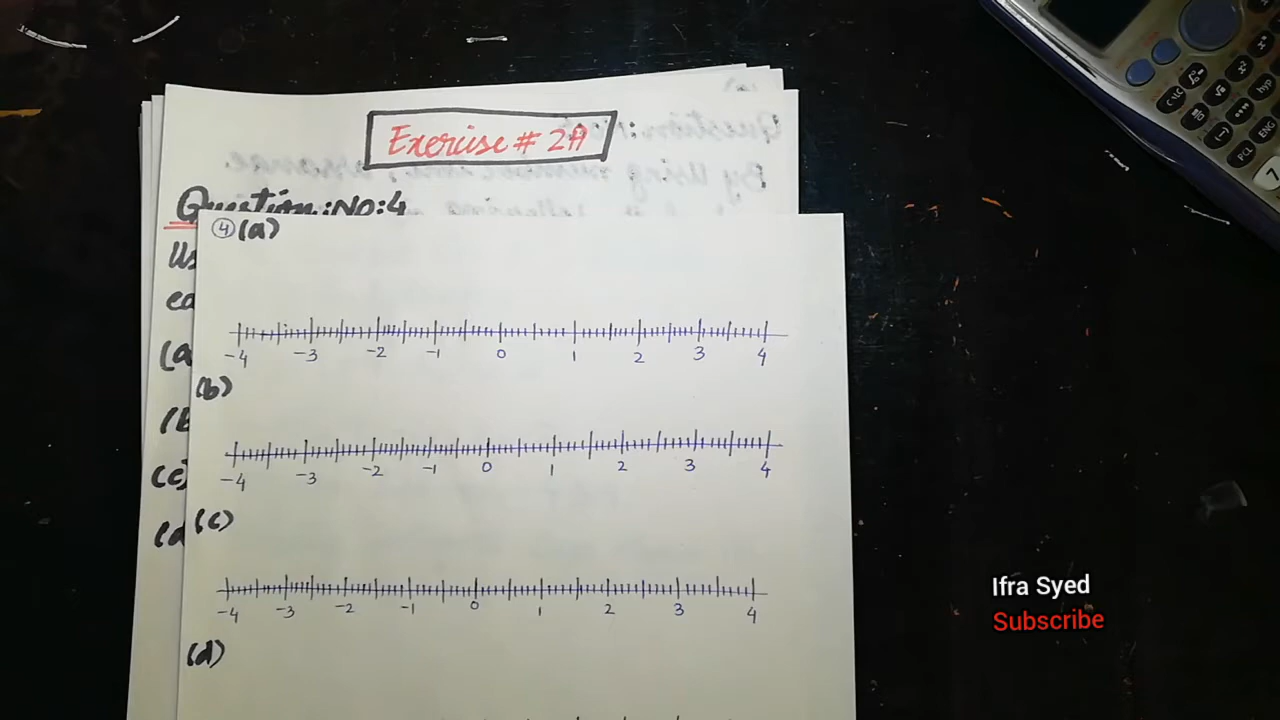 Exercise # 2A
Question:No:4
④(a)
-4 -3 -2 -1 0 1 2 3 4
(b)
-4 -3 -2 -1 0 1 2 3 4
(c)
-4 -3 -2 -1 0 1 2 3 4
(d)
Ifra Syed
Subscribe